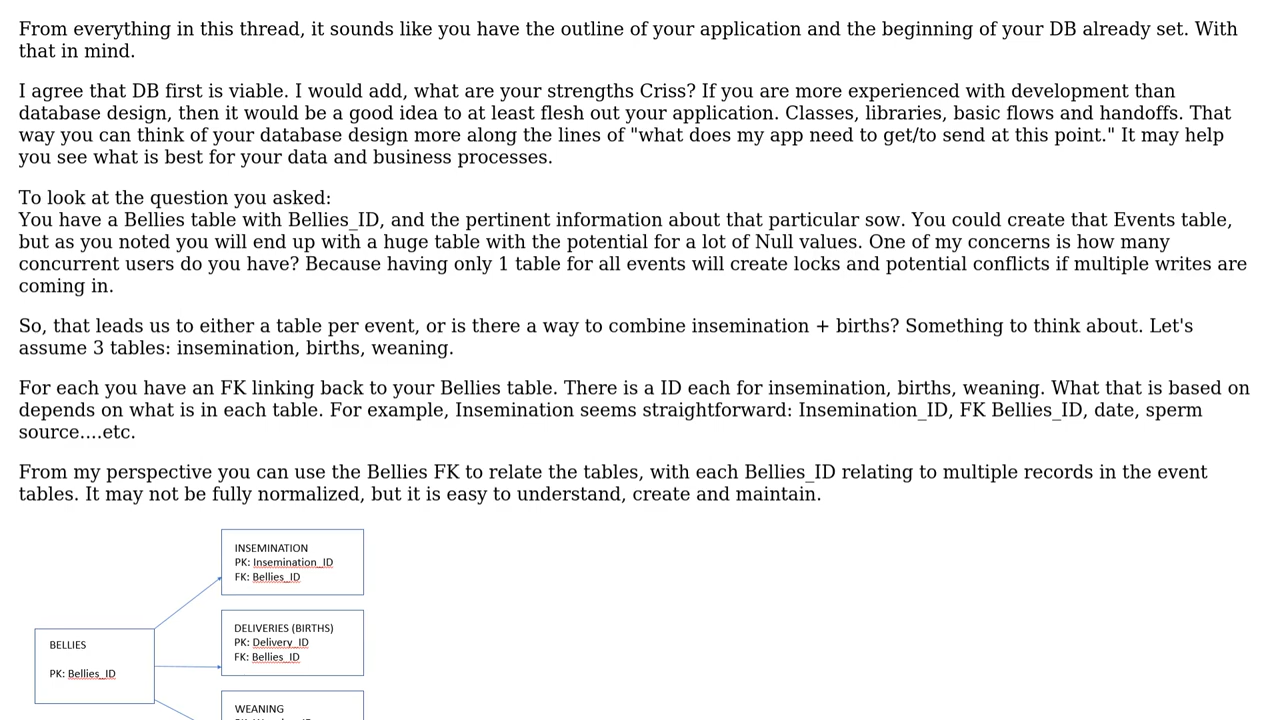 From everything in this thread, it sounds like you have the outline of your application and the beginning of your DB already set. With
that in mind.
I agree that DB first is viable. I would add, what are your strengths Criss? If you are more experienced with development than
database design, then it would be a good idea to at least flesh out your application. Classes, libraries, basic flows and handoffs. That
way you can think of your database design more along the lines of "what does my app need to get/to send at this point." It may help
you see what is best for your data and business processes.
To look at the question you asked:
You have a Bellies table with Bellies_ID, and the pertinent information about that particular sow. You could create that Events table,
but as you noted you will end up with a huge table with the potential for a lot of Null values. One of my concerns is how many
concurrent users do you have? Because having only 1 table for all events will create locks and potential conflicts if multiple writes are
coming in.
So, that leads us to either a table per event, or is there a way to combine insemination + births? Something to think about. Let's
assume 3 tables: insemination, births, weaning.
For each you have an FK linking back to your Bellies table. There is a ID each for insemination, births, weaning. What that is based on
depends on what is in each table. For example, Insemination seems straightforward: Insemination_ID, FK Bellies_ID, date, sperm
source....etc.
From my perspective you can use the Bellies FK to relate the tables, with each Bellies_ID relating to multiple records in the event
tables. It may not be fully normalized, but it is easy to understand, create and maintain.
INSEMINATION
PK: Insemination_ID
FK: Bellies_ID
DELIVERIES (BIRTHS)
PK: Delivery_ID
FK: Bellies_ID
BELLIES
PK: Bellies_ID
WEANING